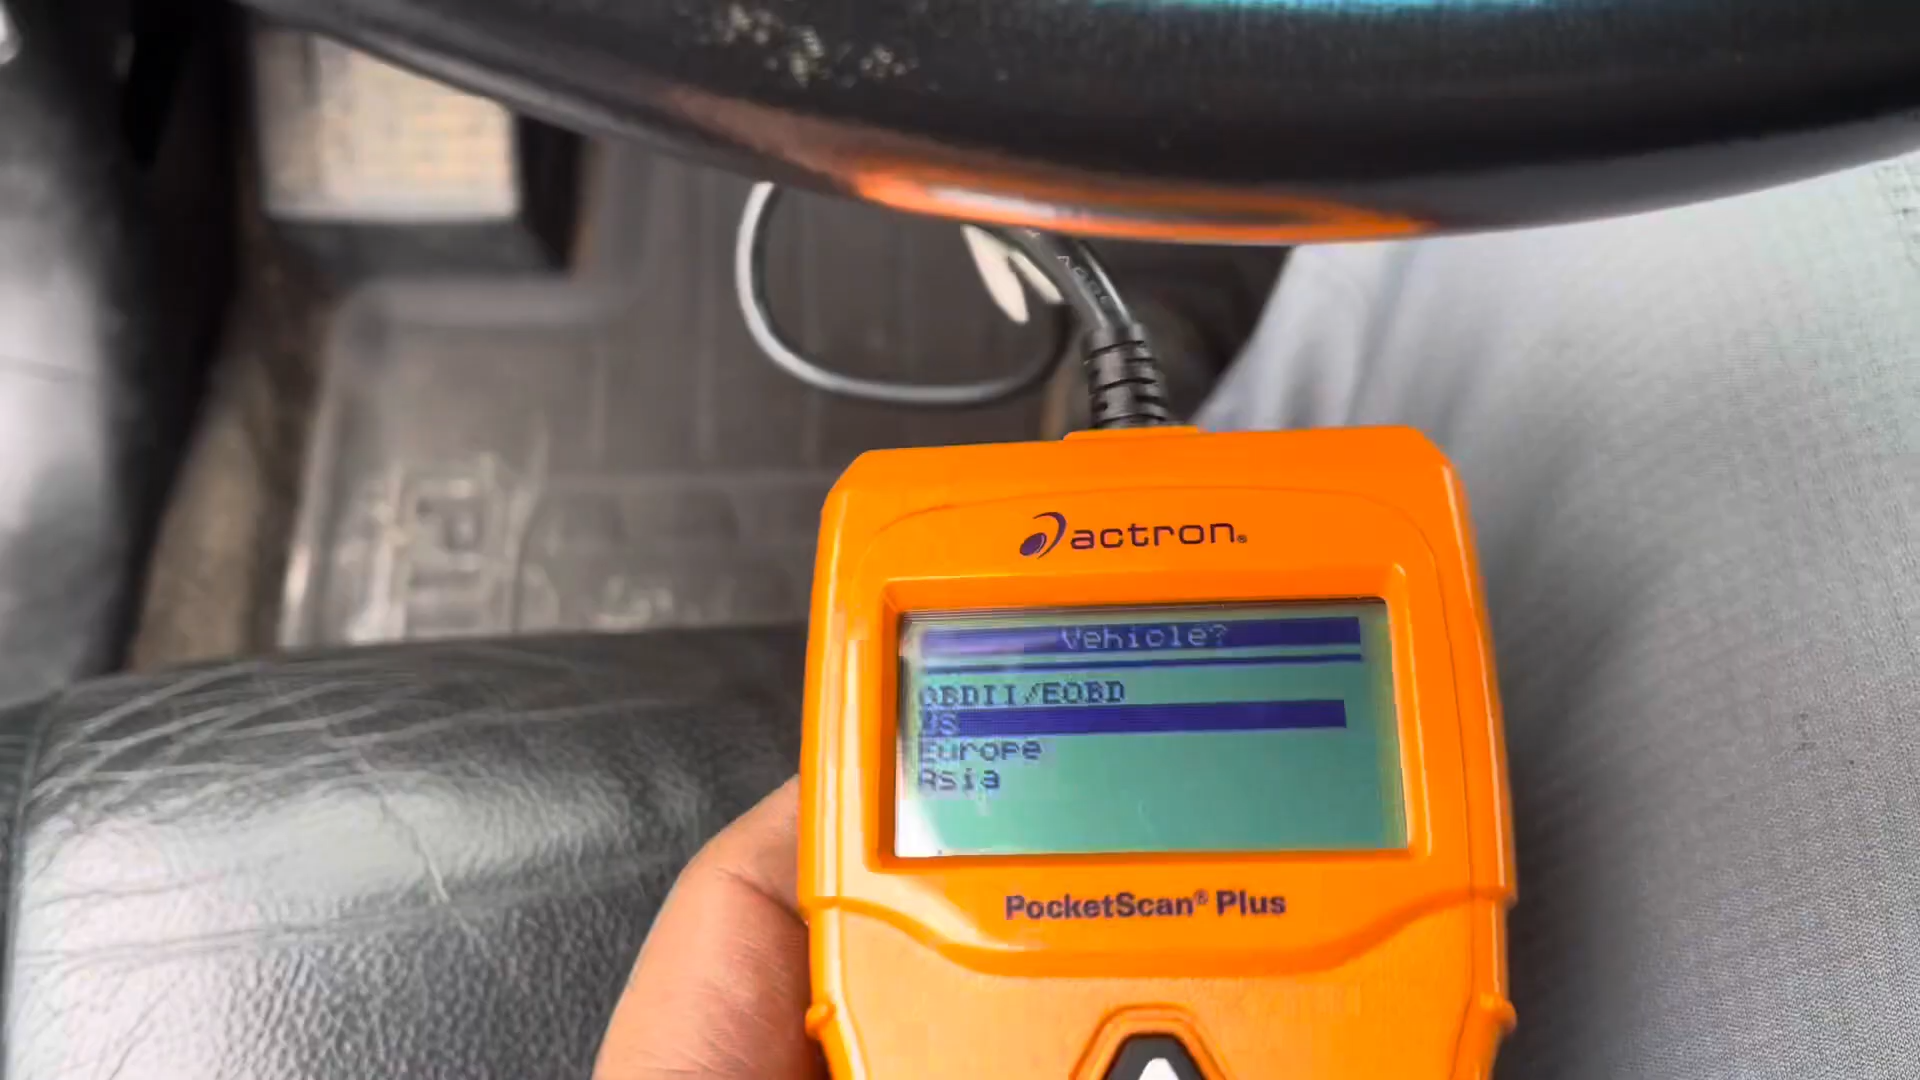 actron®
Vehicle?
OBDII/EOBD
US
Europe
Asia
PocketScan® Plus